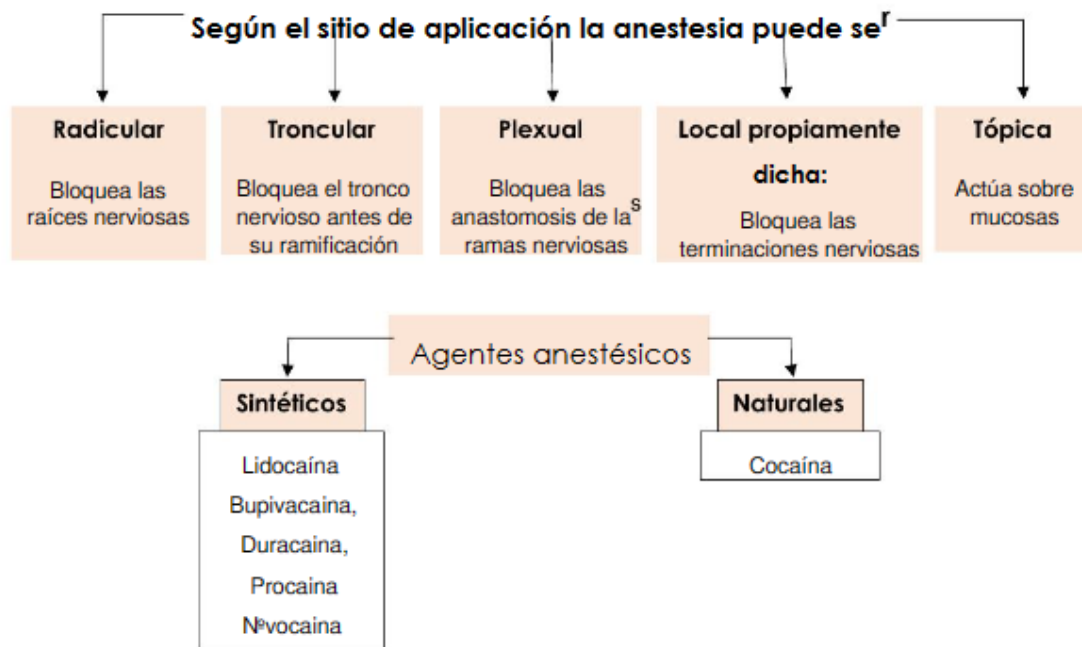 Según el sitio de aplicación la anestesia puede ser
Radicular
Bloquea las
raíces nerviosas
Troncular
Bloquea el tronco
nervioso antes de
su ramificación
Plexual
Bloquea las
anastomosis de las
ramas nerviosas
Local propiamente
dicha:
Bloquea las
terminaciones nerviosas
Tópica
Actúa sobre
mucosas
Agentes anestésicos
Sintéticos
Lidocaína
Bupivacaina,
Duracaina,
Procaina
Nºvocaina
Naturales
Cocaína